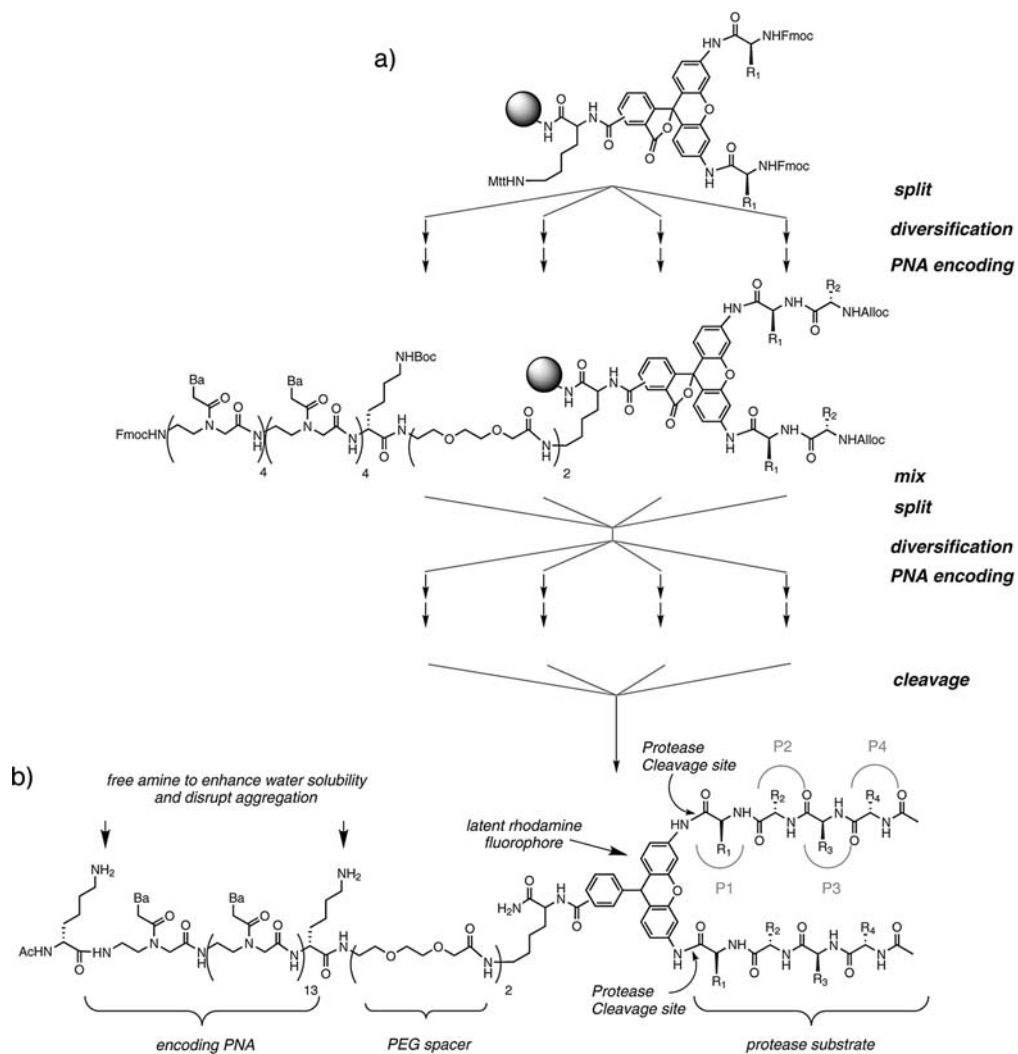 a)
O
H
N
NHFmoc
R1
O
H
N
O
N
H
O
O
O
MttHN
N
H
O
NHFmoc
R1
split
diversification
PNA encoding
O
H
N
H
N
R2
NHAlloc
R1
O
NHBoc
Ba
O
Ba
O
FmocHN
N
O
N
H
N
O
N
H
O
H
N
O
O
O
N
H
4
4
2
O
N
H
H
N
O
O
O
O
N
H
O
R1
H
N
O
R2
NHAlloc
mix
split
diversification
PNA encoding
cleavage
b)
free amine to enhance water solubility
and disrupt aggregation
Protease
Cleavage site
P2
P4
latent rhodamine
fluorophore
H
N
O
R1
H
N
O
R2
O
R3
H
N
O
R4
N
H
O
P1
P3
NH2
Ba
O
Ba
O
NH2
AcN
H
O
H
N
N
O
N
H
N
O
N
H
13
O
H
N
O
O
O
N
H
2
H2N
O
H
N
O
O
N
H
O
R1
H
N
O
R2
H
N
O
R3
H
N
O
R4
N
H
O
Protease
Cleavage site
encoding PNA
PEG spacer
protease substrate